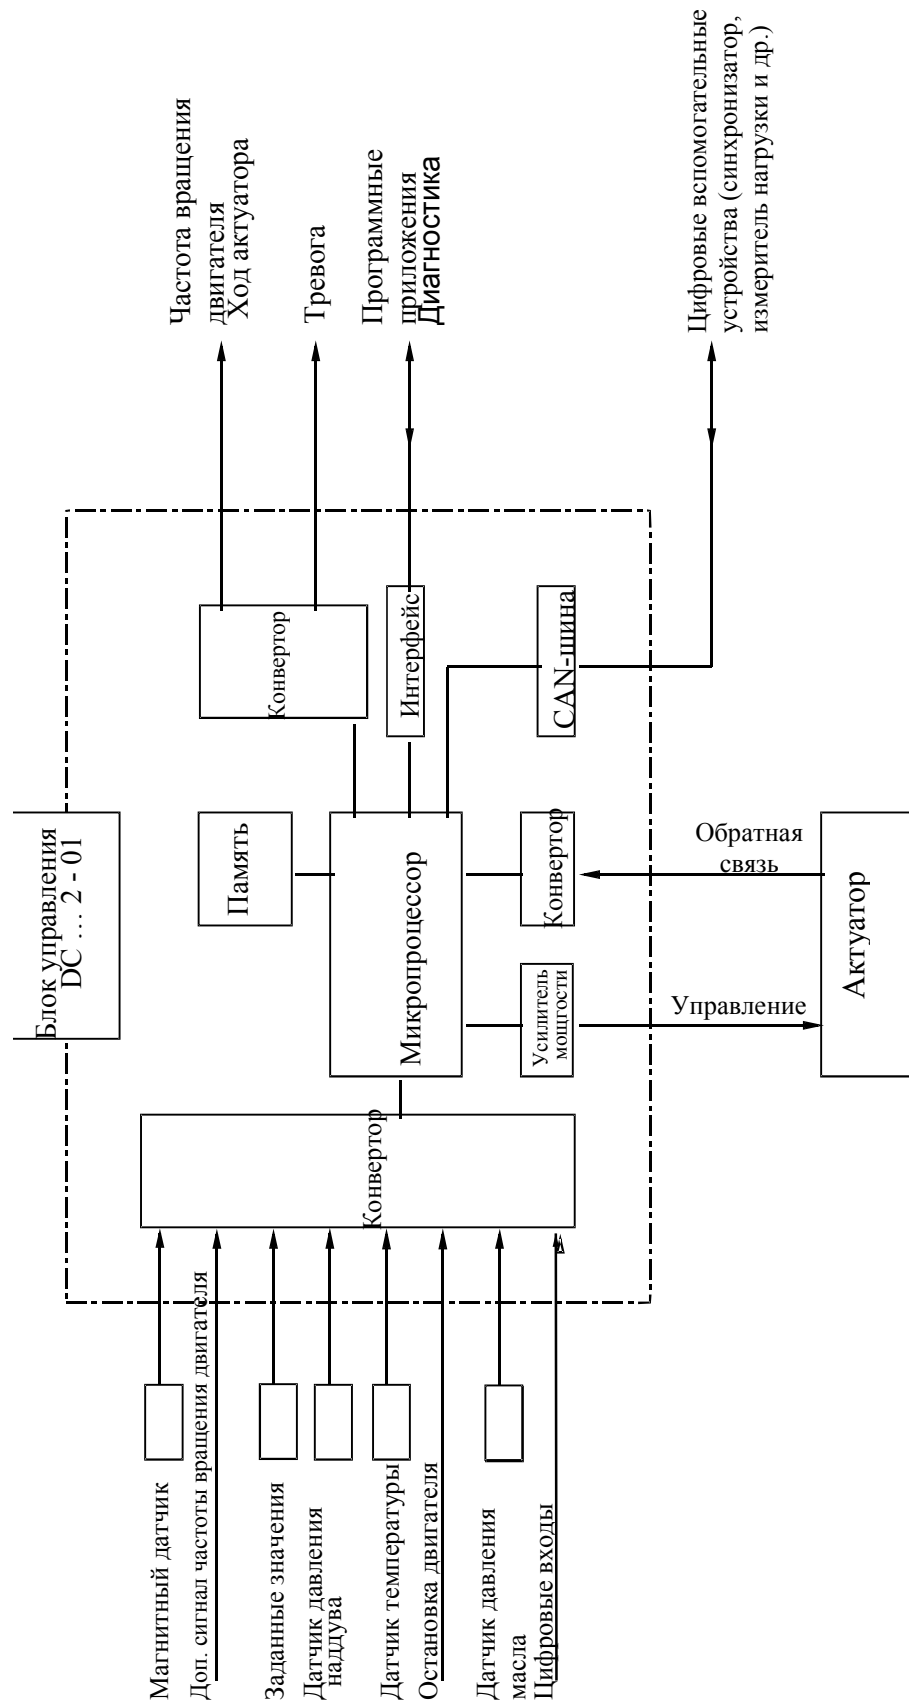 Блок управления
DC … 2 - 01
Магнитный датчик
Доп. сигнал частоты вращения двигателя
Заданные значения
Датчик давления
наддува
Датчик температуры
Остановка двигателя
Датчик давления
масла
Цифровые входы
Конвертор
Память
Микропроцессор
Усилитель
мощгости
Конвертор
Конвертор
Интерфейс
CAN-шина
Частота вращения
двигателя
Ход актуатора
Тревога
Программные
приложения
Диагностика
Цифровые вспомогательные
устройства (синхронизатор,
измеритель нагрузки и др.)
Управление
Обратная
связь
Актуатор